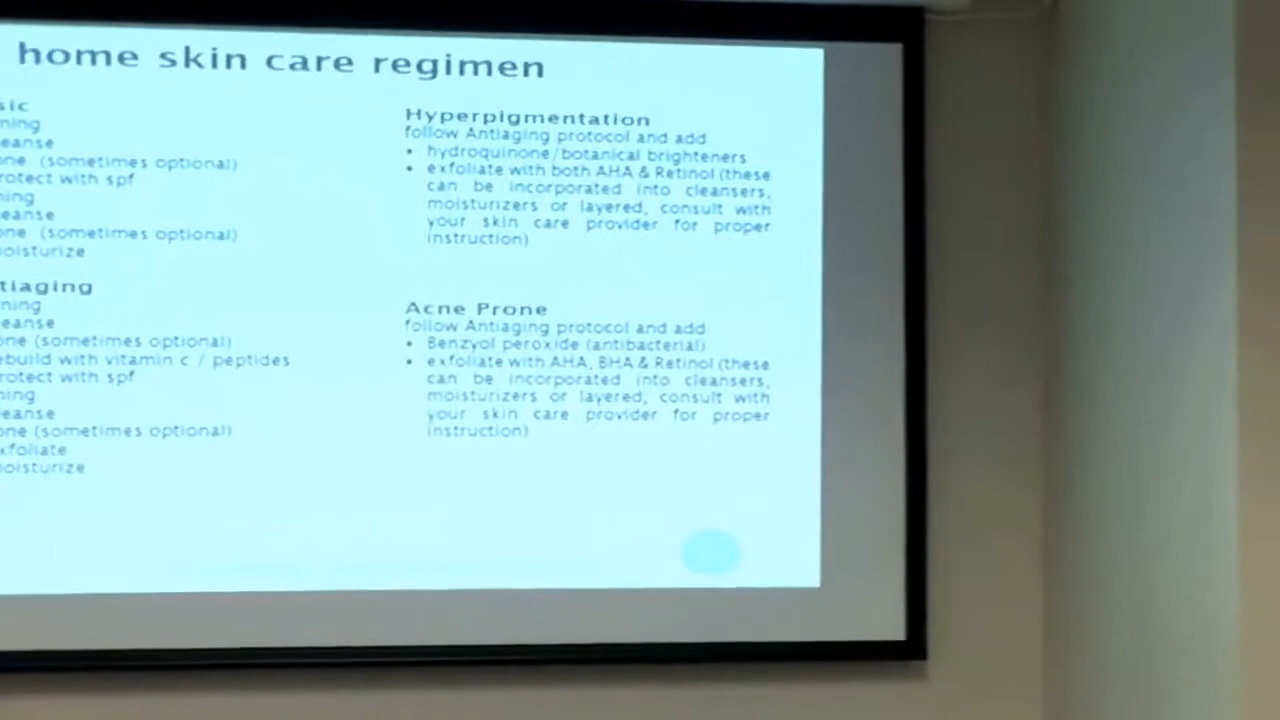 home skin care regimen
sic
ning
eanse
one (sometimes optional)
rotect with spf
ning
eanse
one (sometimes optional)
oisturize
tiaging
ning
eanse
one (sometimes optional)
ebuild with vitamin c / peptides
rotect with spf
ning
eanse
one (sometimes optional)
xfoliate
oisturize
Hyperpigmentation
follow Antiaging protocol and add
• hydroquinone/botanical brighteners
• exfoliate with both AHA & Retinol (these
can be incorporated into cleansers,
moisturizers or layered, consult with
your skin care provider for proper
instruction)
Acne Prone
follow Antiaging protocol and add
• Benzyol peroxide (antibacterial)
• exfoliate with AHA, BHA & Retinol (these
can be incorporated into cleansers,
moisturizers or layered, consult with
your skin care provider for proper
instruction)